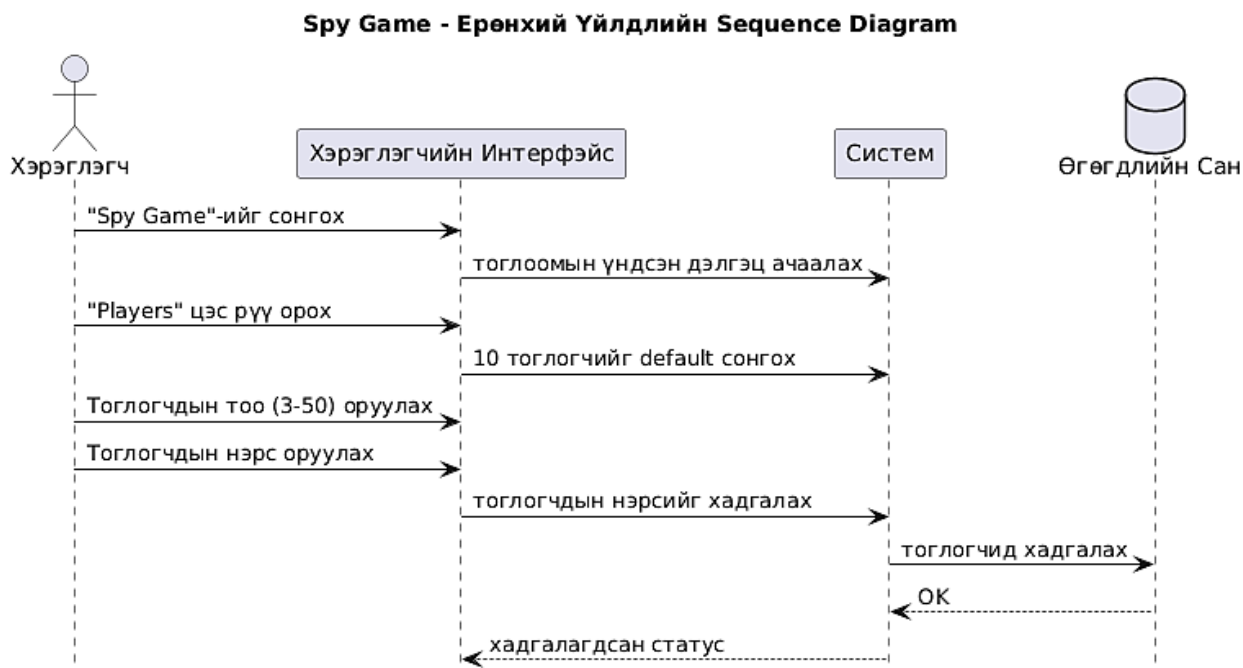 Spy Game - Ерөнхий Үйлдлийн Sequence Diagram
Хэрэглэгч
Хэрэглэгчийн Интерфэйс
Систем
Өгөгдлийн Сан
"Spy Game"-ийг сонгох
тоглоомын үндсэн дэлгэц ачаалах
"Players" цэс рүү орох
10 тоглогчийг default сонгох
Тоглогчдын тоо (3-50) оруулах
Тоглогчдын нэрс оруулах
тоглогчдын нэрсийг хадгалах
тоглогчид хадгалах
OK
хадгалагдсан статус